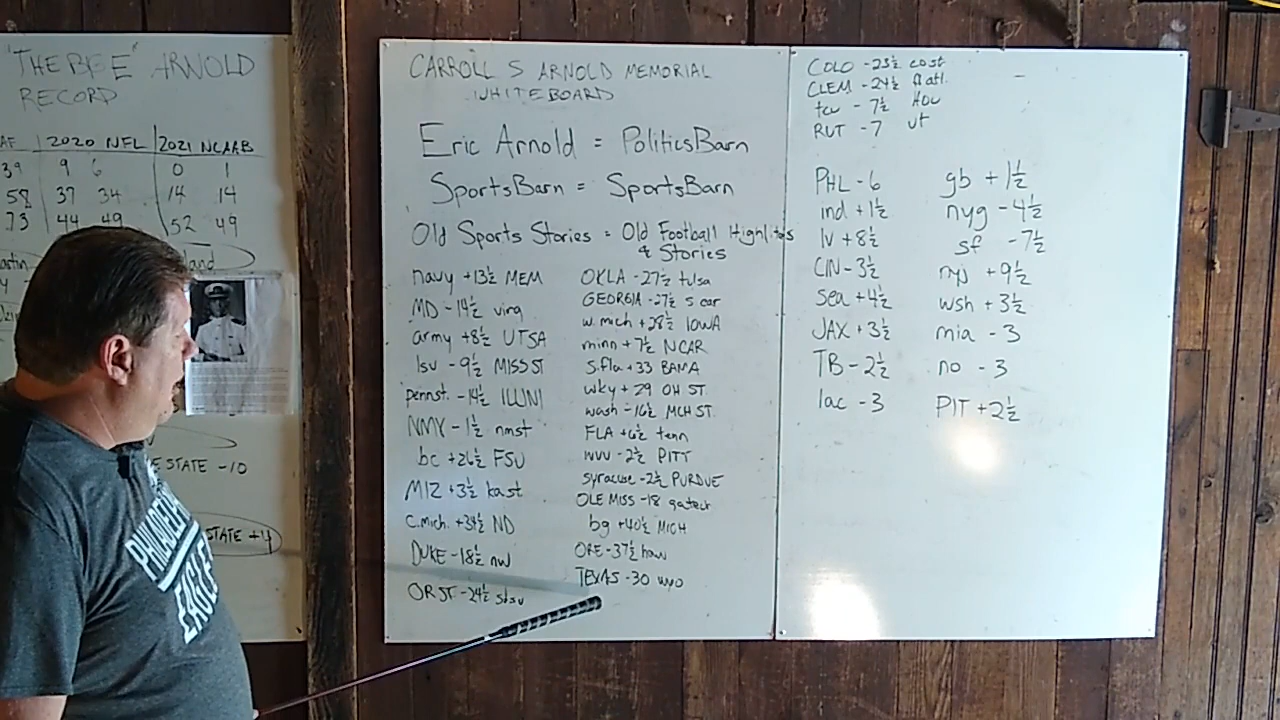 "THE BEE" ARNOLD
RECORD
AF 2020 NFL 2021 NCAAB
39 9 6 0 1
58 37 34 14 14
73 44 49 52 49
land
STATE -10
STATE +4
PHILADELPH
EAGLE
CARROLL S ARNOLD MEMORIAL
WHITEBOARD
Eric Arnold = PoliticsBarn
SportsBarn = SportsBarn
Old Sports Stories = Old Football Highlites
& Stories
navy +13½ MEM
MD -14½ virg
army +8½ UTSA
lsu -9½ MISS ST
pennst. -14½ ILLINI
NMX -1½ nmst
bc +26½ FSU
MIZ +3½ kast
c.mich. +34½ ND
DUKE -18½ nw
ORST -24½ sdsu
OKLA -27½ tulsa
GEORGIA -27½ s car
w.mich +28½ IOWA
minn +7½ NCAR
s.fla +33 BAMA
wky +29 OH ST.
wash -16½ MCH ST.
FLA +6½ tenn
wvu -2½ PITT
syracuse -2½ PURDUE
OLE MISS -18 gatech
bg +40½ MICH
ORE -37½ haw
TEXAS -30 wyo
COLO -23½ cost
CLEM -24½ fl atl.
tcu - 7½ HOU
RUT -7 vt
PHL -6 gb +1½
ind +1½ nyg -4½
lv +8½ sf -7½
CIN -3½ nyj +9½
sea +4½ wsh +3½
JAX +3½ mia -3
TB -2½ no -3
lac -3 PIT +2½